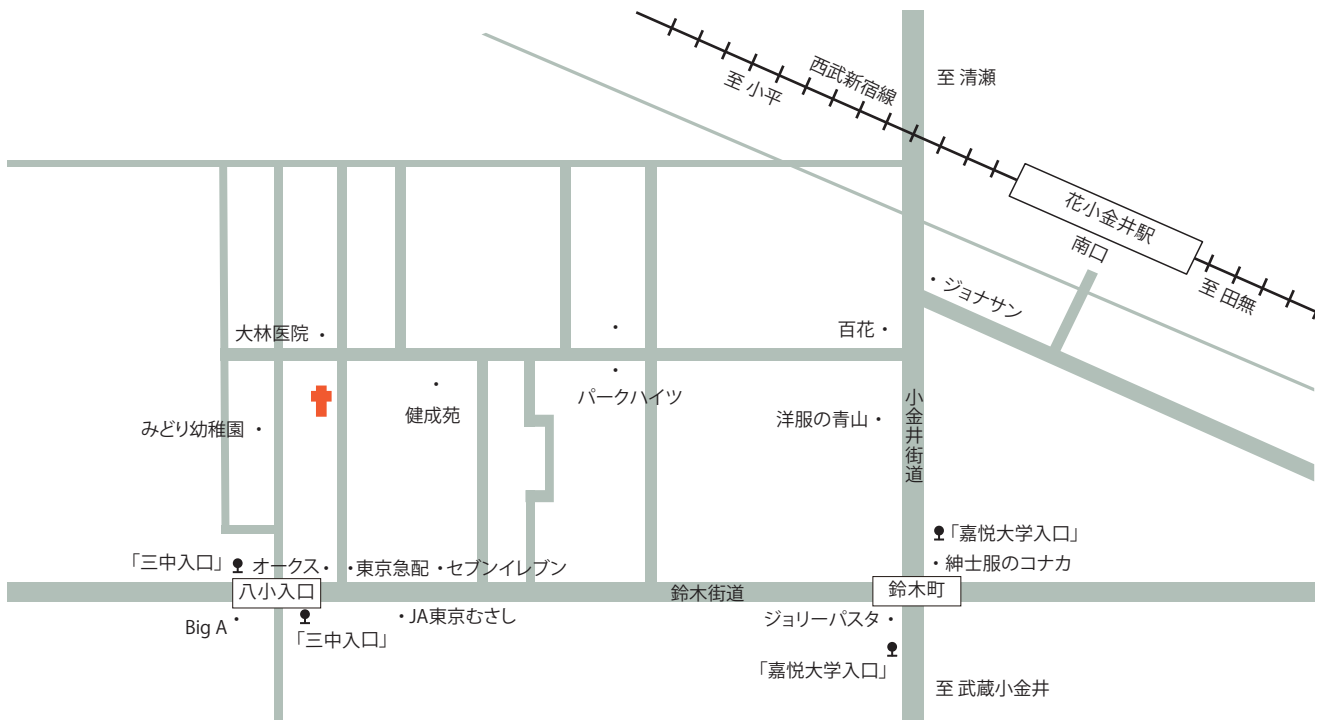 西武新宿線
至 清瀬
至 小平
花小金井駅
南口
至 田無
ジョナサン
大林医院
百花
パークハイツ
健成苑
洋服の青山
小金井街道
みどり幼稚園
「嘉悦大学入口」
「三中入口」
オークス
東京急配
セブンイレブン
紳士服のコナカ
八小入口
鈴木街道
鈴木町
Big A
JA東京むさし
ジョリーパスタ
「三中入口」
「嘉悦大学入口」
至 武蔵小金井